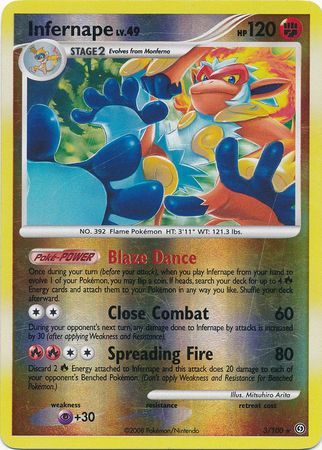 Infernape LV.49
HP 120
STAGE2 Evolves from Monferno
NO. 392 Flame Pokémon HT: 3'11" WT: 121.3 lbs.
Poké-POWER Blaze Dance
Once during your turn (before your attack), when you play Infernape from your hand to
evolve 1 of your Pokémon, you may flip a coin. If heads, search your deck for up to 4
Energy cards and attach them to your Pokémon in any way you like. Shuffle your deck
afterward.
Close Combat 60
During your opponent's next turn, any damage done to Infernape by attacks is increased
by 30 (after applying Weakness and Resistance).
Spreading Fire 80
Discard 2 Energy attached to Infernape and this attack does 20 damage to each of
your opponent's Benched Pokémon. (Don't apply Weakness and Resistance for Benched
Pokémon.)
Illus. Mitsuhiro Arita
weakness resistance retreat cost
+30
©2008 Pokémon/Nintendo 3/100 ★